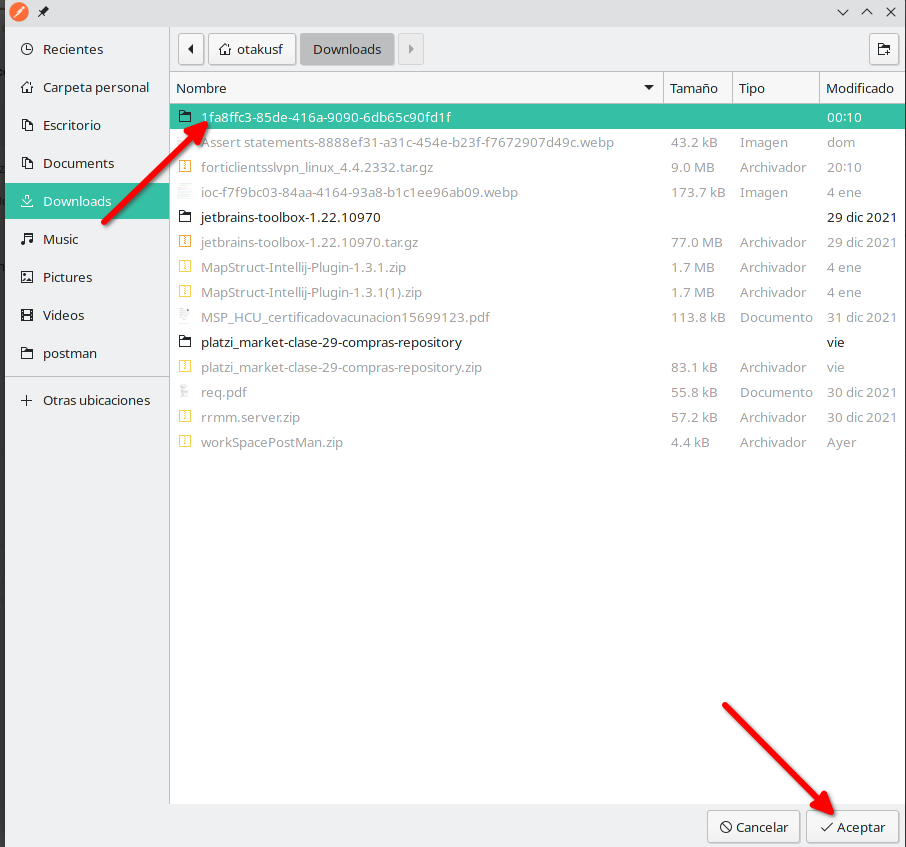 Recientes
Carpeta personal
Escritorio
Documents
Downloads
Music
Pictures
Videos
postman
Otras ubicaciones
otakusf Downloads
Nombre Tamaño Tipo Modificado
1fa8ffc3-85de-416a-9090-6db65c90fd1f 00:10
Assert statements-8888ef31-a31c-454e-b23f-f7672907d49c.webp 43.2 kB Imagen dom
forticlientsslvpn_linux_4.4.2332.tar.gz 9.0 MB Archivador 20:10
ioc-f7f9bc03-84aa-4164-93a8-b1c1ee96ab09.webp 173.7 kB Imagen 4 ene
jetbrains-toolbox-1.22.10970 29 dic 2021
jetbrains-toolbox-1.22.10970.tar.gz 77.0 MB Archivador 29 dic 2021
MapStruct-Intellij-Plugin-1.3.1.zip 1.7 MB Archivador 4 ene
MapStruct-Intellij-Plugin-1.3.1(1).zip 1.7 MB Archivador 4 ene
MSP_HCU_certificadovacunacion15699123.pdf 113.8 kB Documento 31 dic 2021
platzi_market-clase-29-compras-repository vie
platzi_market-clase-29-compras-repository.zip 83.1 kB Archivador vie
req.pdf 55.8 kB Documento 30 dic 2021
rrmm.server.zip 57.2 kB Archivador 30 dic 2021
workSpacePostMan.zip 4.4 kB Archivador Ayer
Cancelar Aceptar